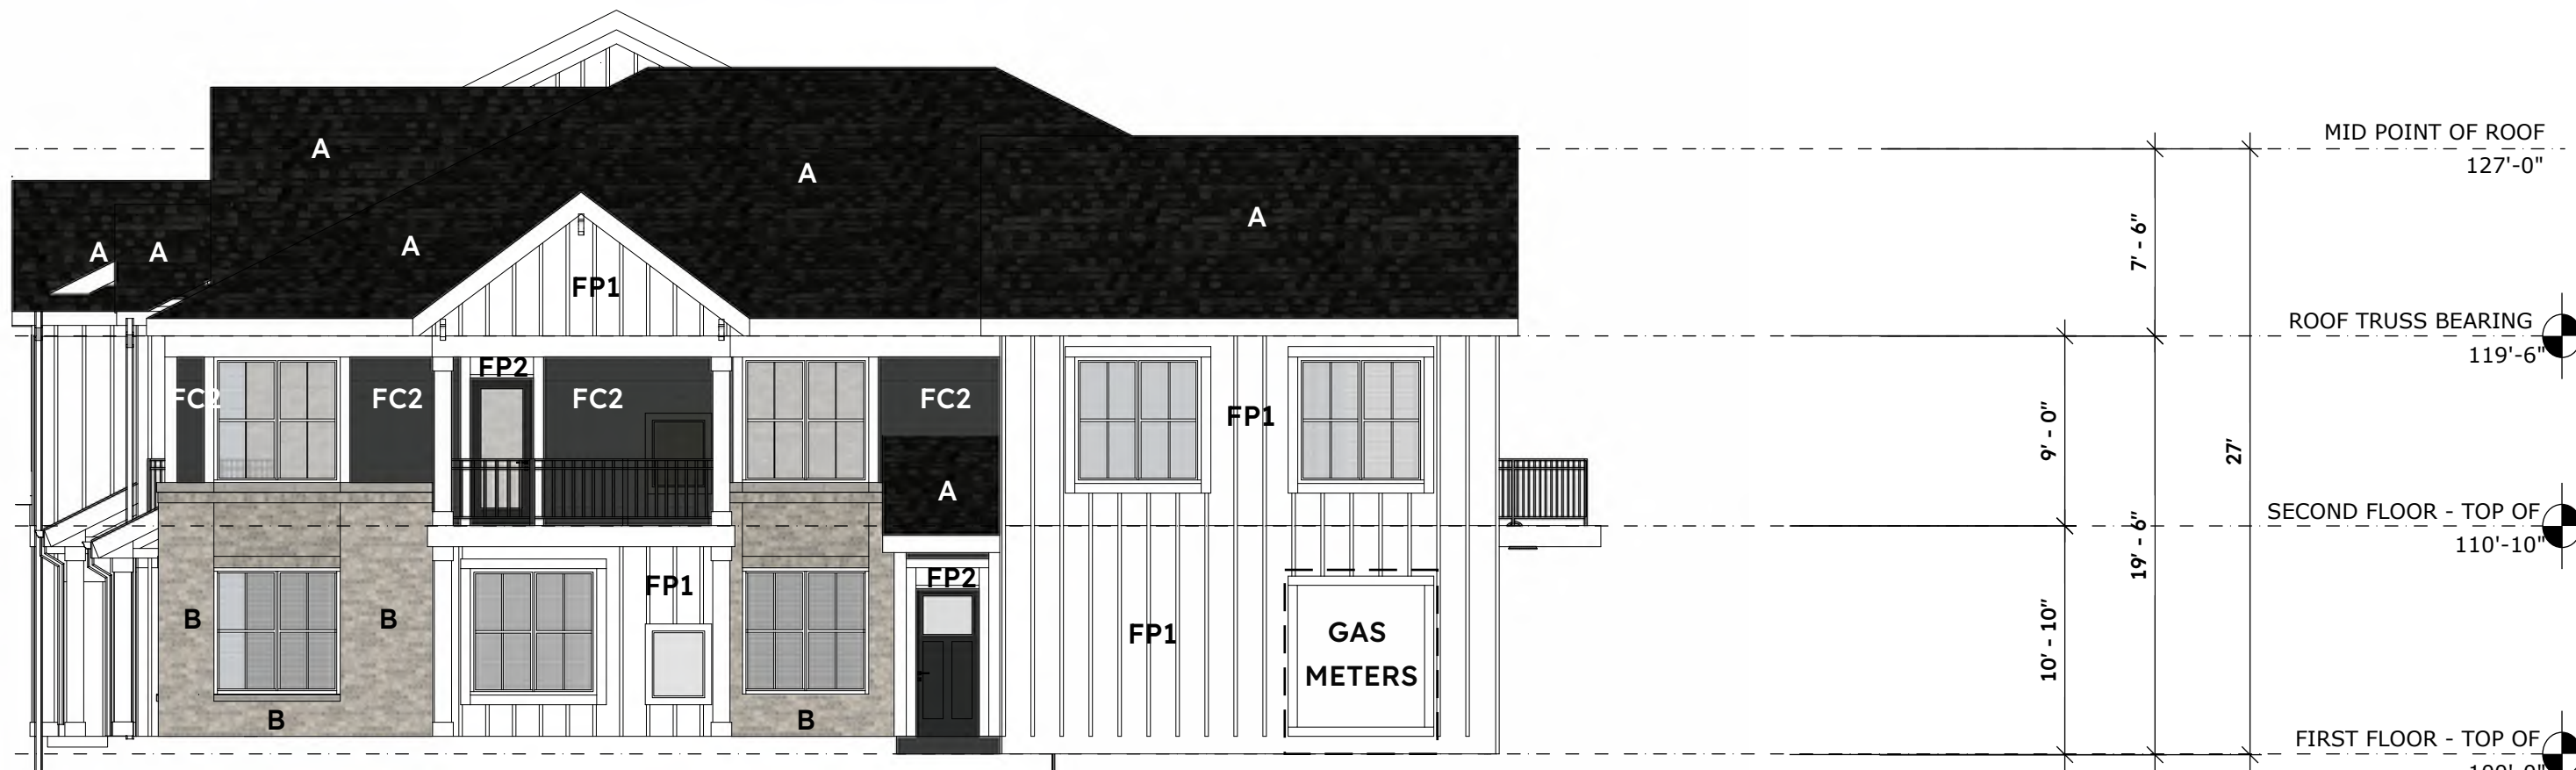 MID POINT OF ROOF
127'-0"
A
A
A
A
A
A
A
7' - 6"
FP1
ROOF TRUSS BEARING
119'-6"
FP2
FC2
FC2
FC2
FC2
FP1
9' - 0"
27'
A
SECOND FLOOR - TOP OF
110'-10"
19' - 6"
FP2
FP1
B
B
FP1
GAS
METERS
10' - 10"
B
B
FIRST FLOOR - TOP OF